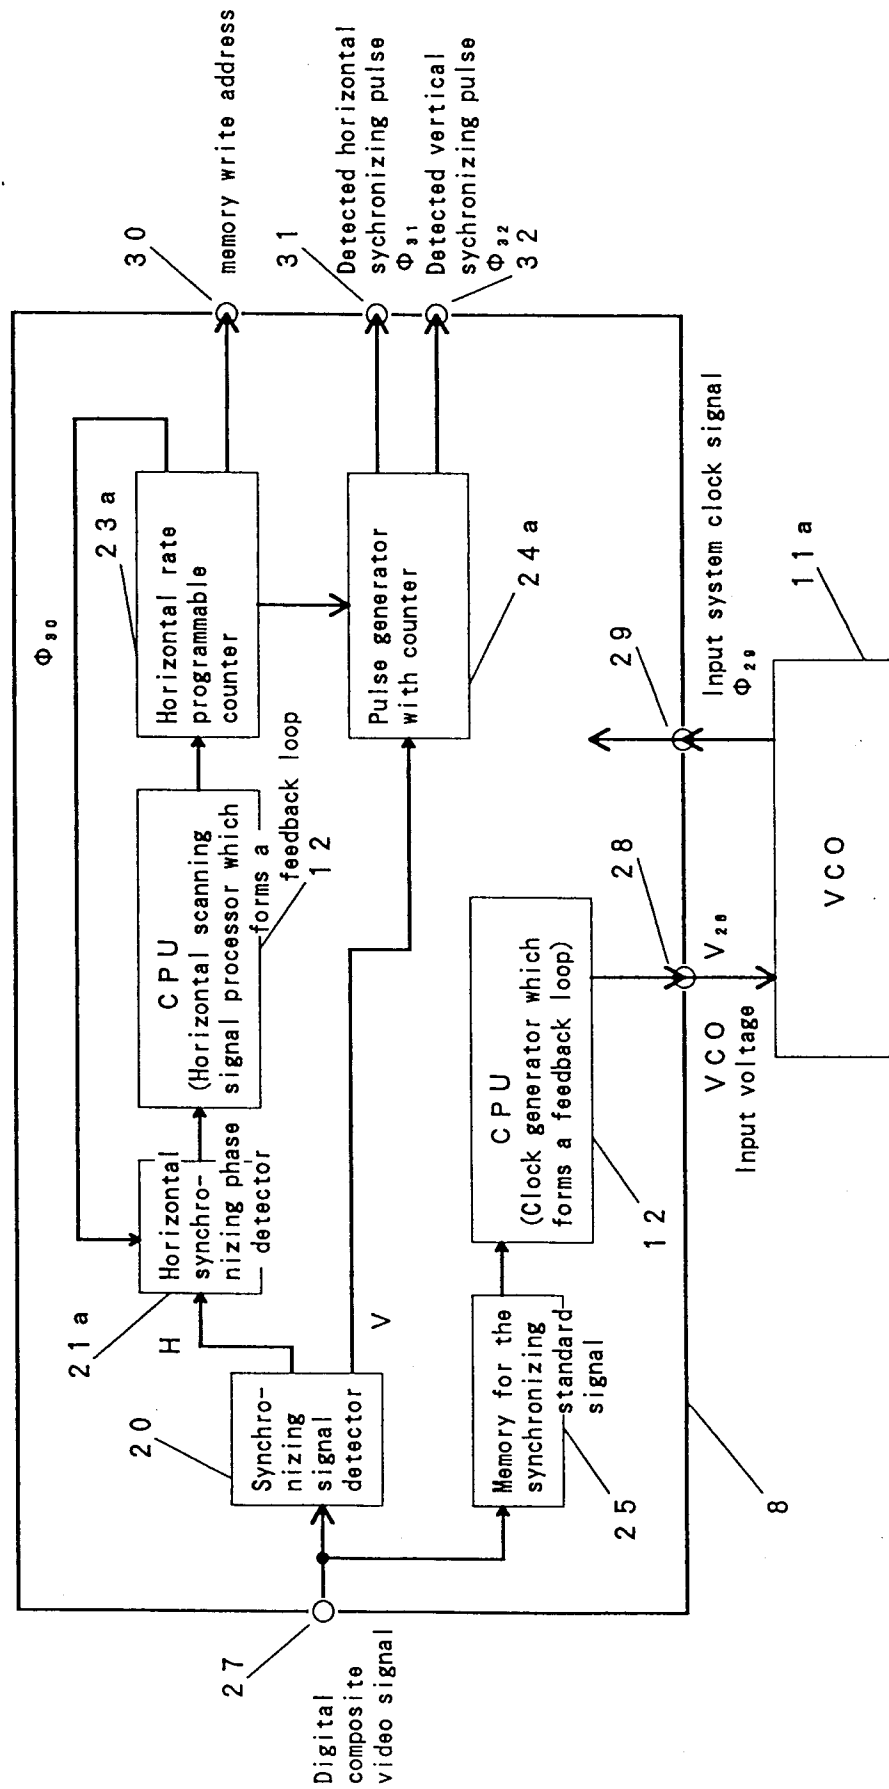 30
memory write address
31
Detected horizontal
sychronizing pulse
Φ31
Detected vertical
sychronizing pulse
Φ32
32
Φ30
23a
Horizontal rate
programmable
counter
Pulse generator
with counter
24a
CPU
(Horizontal scanning
signal processor which
forms a
feedback loop
12
Horizontal
synchro-
nizing phase
detector
21a
H
V
20
Synchro-
nizing
signal
detector
27
Digital
composite
video signal
Memory for the
synchronizing
standard
signal
25
CPU
(Clock generator which
forms a feedback loop)
12
28
V28
VCO
Input voltage
29
Input system clock signal
Φ29
11a
VCO
8